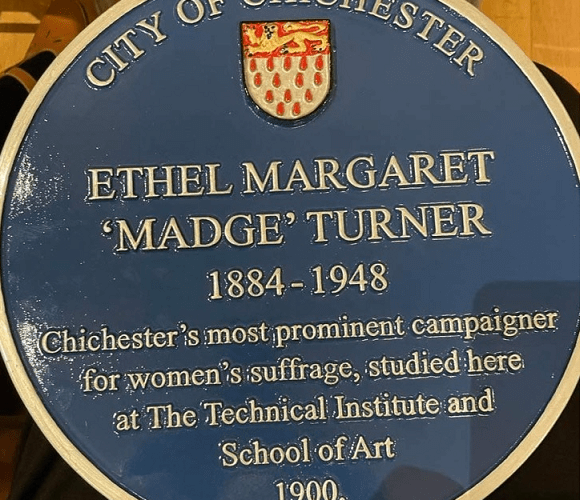 CITY OF CHICHESTER
ETHEL MARGARET
‘MADGE’ TURNER
1884-1948
Chichester’s most prominent campaigner
for women’s suffrage, studied here
at The Technical Institute and
School of Art
1900.